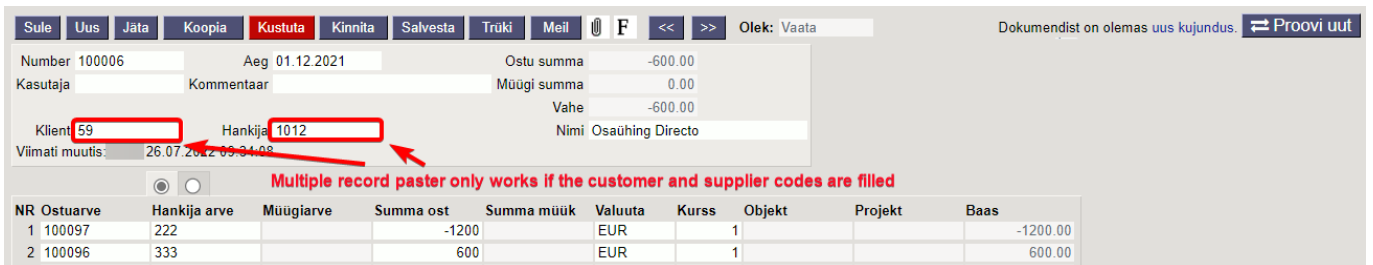 Sule Uus Jäta Koopia Kustuta Kinnita Salvesta Trüki Meil F << >> Olek: Vaata Dokumendist on olemas uus kujundus. Proovi uut
Number 100006 Aeg 01.12.2021 Ostu summa -600.00
Kasutaja Kommentaar Müügi summa 0.00
Vahe -600.00
Klient 59 Hankija 1012 Nimi Osaühing Directo
Viimati muutis: 26.07.2022 09:34:08
Multiple record paster only works if the customer and supplier codes are filled
NR Ostuarve Hankija arve Müügiarve Summa ost Summa müük Valuuta Kurss Objekt Projekt Baas
1 100097 222 -1200 EUR 1 -1200.00
2 100096 333 600 EUR 1 600.00